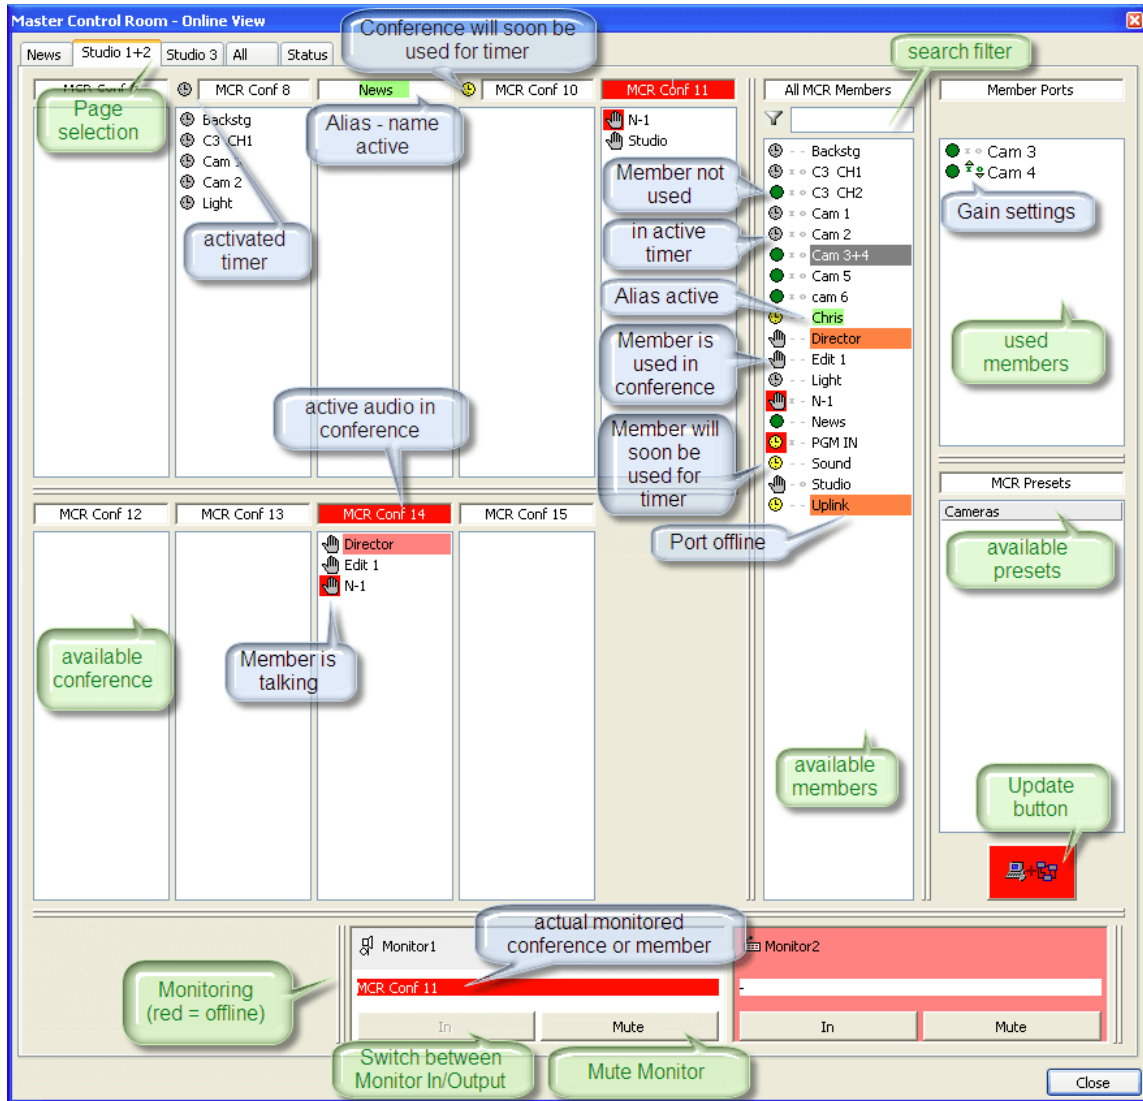 Master Control Room - Online View
Conference will soon be
used for timer
News
Studio 1+2
Studio 3
All
Status
search filter
Page
selection
MCR Conf 8
News
MCR Conf 10
MCR Conf 11
All MCR Members
Member Ports
Backstg
C3 CH1
Cam 1
Cam 2
Light
activated
timer
Alias - name
active
N-1
Studio
Member not
used
in active
timer
Alias active
Member is
used in
conference
Member will
soon be
used for
timer
Port offline
Backstg
C3 CH1
C3 CH2
Cam 1
Cam 2
Cam 3+4
Cam 5
cam 6
Chris
Director
Edit 1
Light
N-1
News
PGM IN
Sound
Studio
Uplink
Cam 3
Cam 4
Gain settings
used
members
active audio in
conference
MCR Presets
Cameras
available
presets
MCR Conf 12
MCR Conf 13
MCR Conf 14
MCR Conf 15
Director
Edit 1
N-1
available
conference
Member is
talking
available
members
Update
button
actual monitored
conference or member
Monitor1
Monitor2
MCR Conf 11
-
Monitoring
(red = offline)
In
Mute
In
Mute
Switch between
Monitor In/Output
Mute Monitor
Close